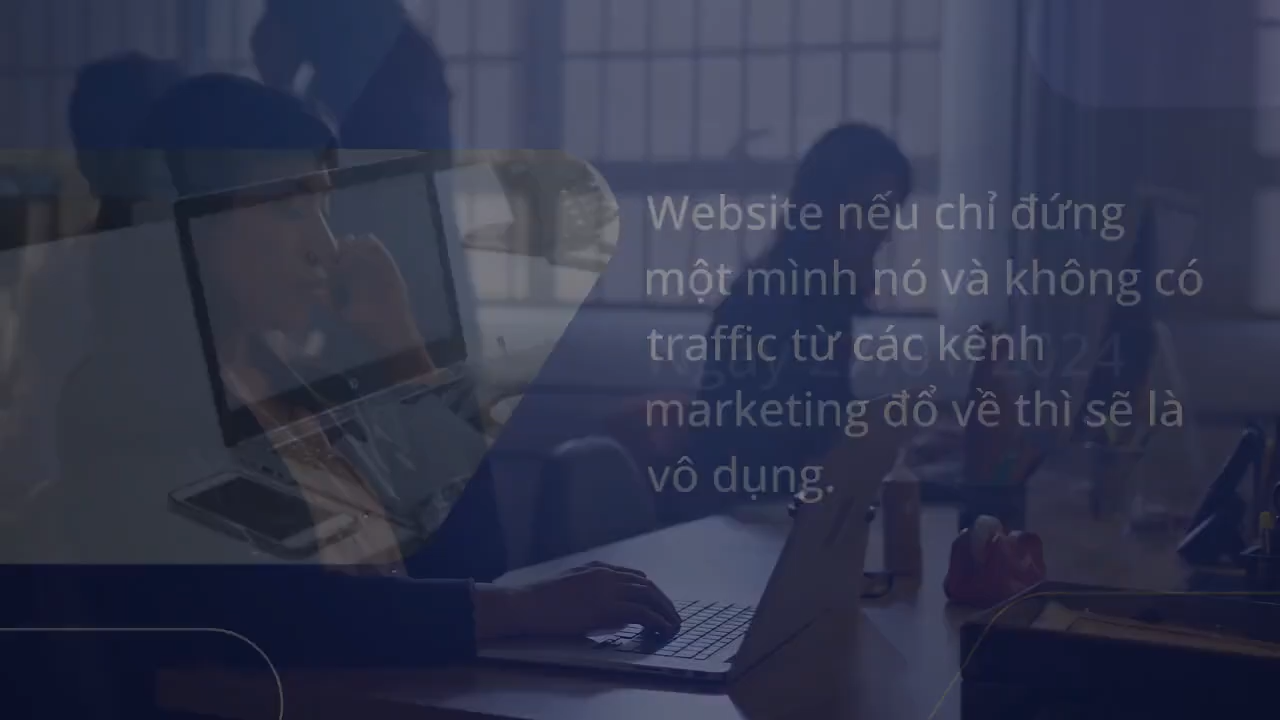 Website nếu chỉ đứng
một mình nó và không có
traffic từ các kênh
marketing đổ về thì sẽ là
vô dụng.